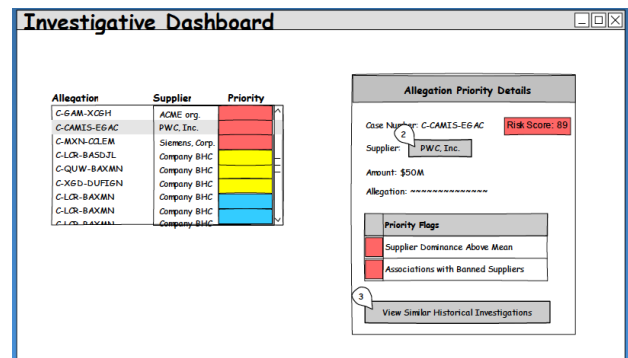 Investigative Dashboard
Allegation Supplier Priority
C-GAM-XCGH ACME org.
C-CAMIS-EGAC PWC, Inc.
C-MXN-CCLEM Siemens, Corp.
C-LCR-BASDJL Company BHC
C-QUW-BAXMN Company BHC
C-XGD-DUFIGN Company BHC
C-LCR-BAXMN Company BHC
C-LCR-BAXMN Company BHC
C-LCR-BAXMN Company BHC
Allegation Priority Details
Case Number: C-CAMIS-EGAC Risk Score: 89
2
Supplier: PWC, Inc.
Amount: $50M
Allegation: ~~~~~~~~~~~~~~
Priority Flags
Supplier Dominance Above Mean
Associations with Banned Suppliers
3
View Similar Historical Investigations